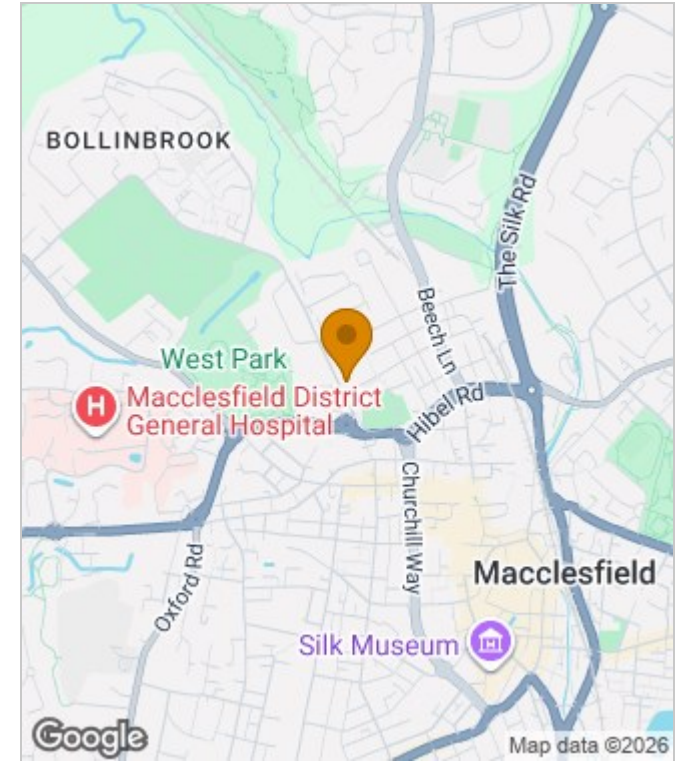 BOLLINBROOK
The Silk Rd
Beech Ln
West Park
H
Macclesfield District
General Hospital
Hibel Rd
Churchill Way
Oxford Rd
Macclesfield
Silk Museum
Google
Map data ©2026